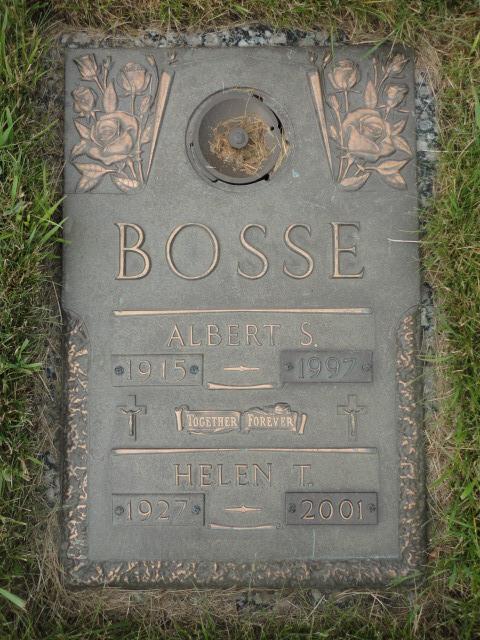 BOSSE
ALBERT S.
1915 - 1997
TOGETHER FOREVER
HELEN T.
1927 - 2001